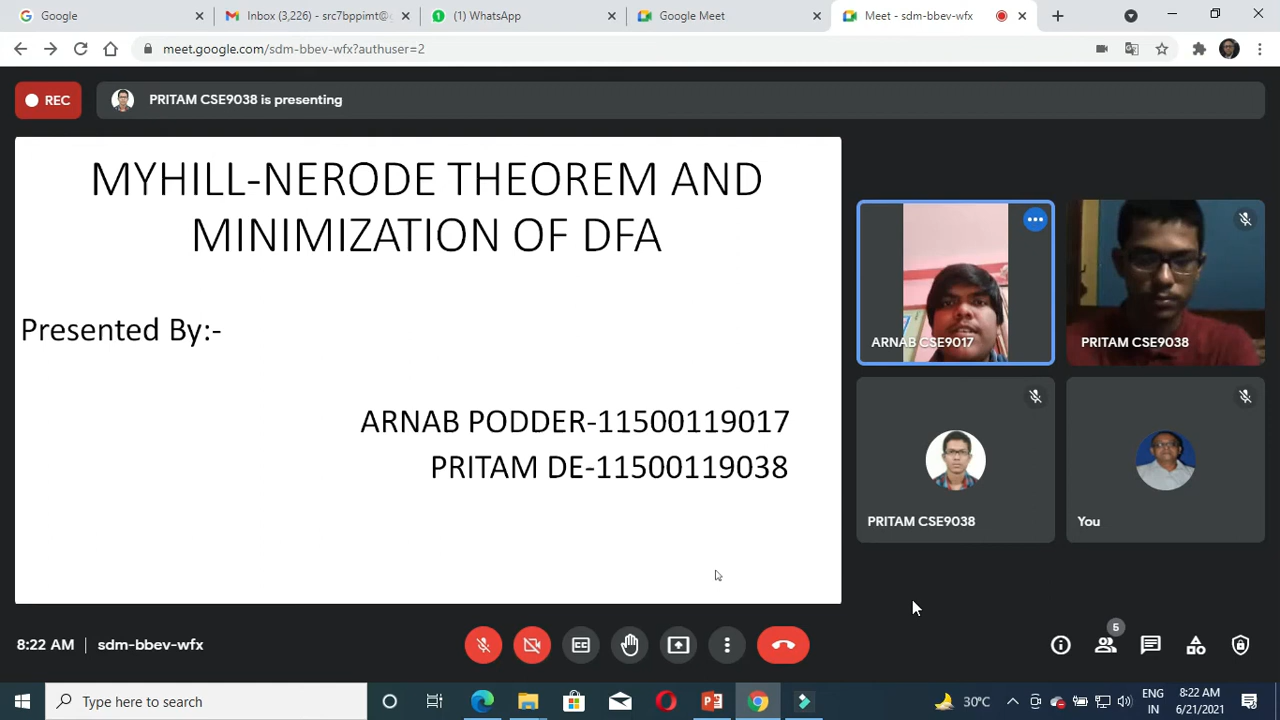 Google
Inbox (3,226) - src7bppimt@
(1) WhatsApp
Google Meet
Meet - sdm-bbev-wfx
meet.google.com/sdm-bbev-wfx?authuser=2
REC
PRITAM CSE9038 is presenting
MYHILL-NERODE THEOREM AND
MINIMIZATION OF DFA
Presented By:-
ARNAB PODDER-11500119017
PRITAM DE-11500119038
ARNAB CSE9017
PRITAM CSE9038
PRITAM CSE9038
You
8:22 AM | sdm-bbev-wfx
CC
5
Type here to search
30°C
ENG
IN
8:22 AM
6/21/2021